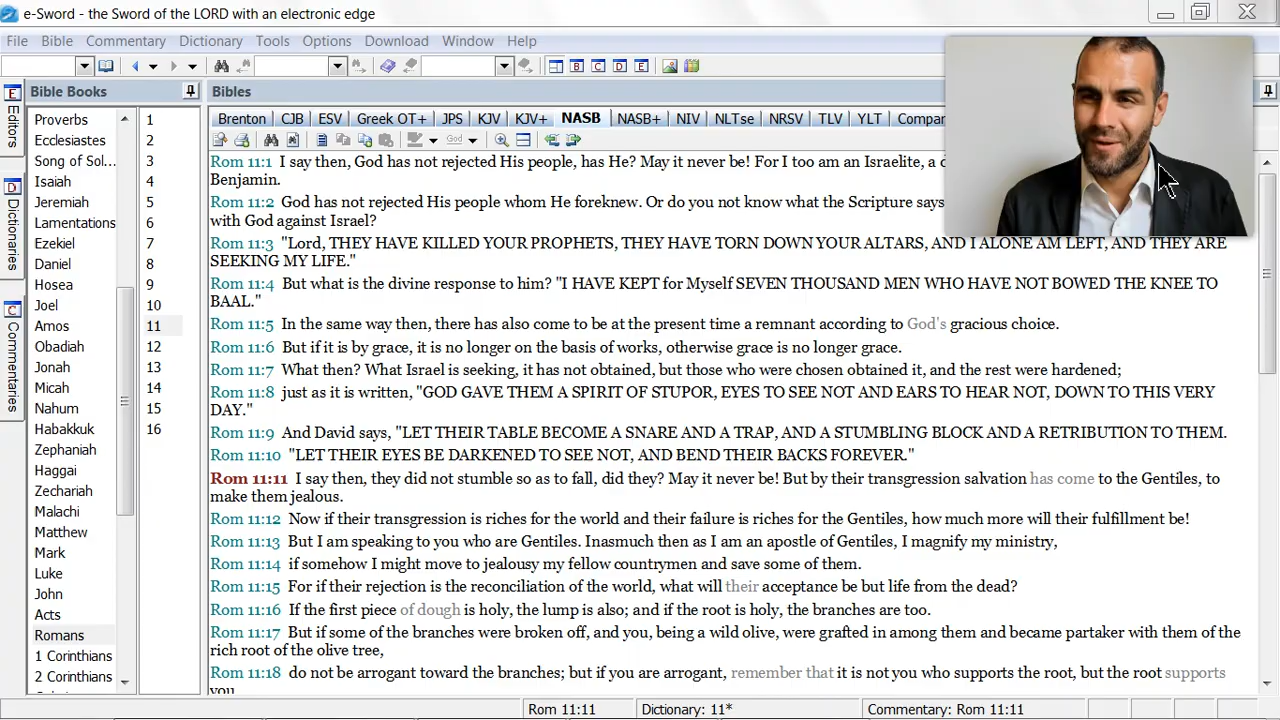 e-Sword - the Sword of the LORD with an electronic edge
File Bible Commentary Dictionary Tools Options Download Window Help
Editors
Dictionaries
Commentaries
Bible Books
Proverbs
Ecclesiastes
Song of Sol...
Isaiah
Jeremiah
Lamentations
Ezekiel
Daniel
Hosea
Joel
Amos
Obadiah
Jonah
Micah
Nahum
Habakkuk
Zephaniah
Haggai
Zechariah
Malachi
Matthew
Mark
Luke
John
Acts
Romans
1 Corinthians
2 Corinthians
1
2
3
4
5
6
7
8
9
10
11
12
13
14
15
16
Bibles
Brenton CJB ESV Greek OT+ JPS KJV KJV+ NASB NASB+ NIV NLTse NRSV TLV YLT Compar
God
Rom 11:1 I say then, God has not rejected His people, has He? May it never be! For I too am an Israelite, a d
Benjamin.
Rom 11:2 God has not rejected His people whom He foreknew. Or do you not know what the Scripture says
with God against Israel?
Rom 11:3 "Lord, THEY HAVE KILLED YOUR PROPHETS, THEY HAVE TORN DOWN YOUR ALTARS, AND I ALONE AM LEFT, AND THEY ARE
SEEKING MY LIFE."
Rom 11:4 But what is the divine response to him? "I HAVE KEPT for Myself SEVEN THOUSAND MEN WHO HAVE NOT BOWED THE KNEE TO
BAAL."
Rom 11:5 In the same way then, there has also come to be at the present time a remnant according to God's gracious choice.
Rom 11:6 But if it is by grace, it is no longer on the basis of works, otherwise grace is no longer grace.
Rom 11:7 What then? What Israel is seeking, it has not obtained, but those who were chosen obtained it, and the rest were hardened;
Rom 11:8 just as it is written, "GOD GAVE THEM A SPIRIT OF STUPOR, EYES TO SEE NOT AND EARS TO HEAR NOT, DOWN TO THIS VERY
DAY."
Rom 11:9 And David says, "LET THEIR TABLE BECOME A SNARE AND A TRAP, AND A STUMBLING BLOCK AND A RETRIBUTION TO THEM.
Rom 11:10 "LET THEIR EYES BE DARKENED TO SEE NOT, AND BEND THEIR BACKS FOREVER."
Rom 11:11 I say then, they did not stumble so as to fall, did they? May it never be! But by their transgression salvation has come to the Gentiles, to
make them jealous.
Rom 11:12 Now if their transgression is riches for the world and their failure is riches for the Gentiles, how much more will their fulfillment be!
Rom 11:13 But I am speaking to you who are Gentiles. Inasmuch then as I am an apostle of Gentiles, I magnify my ministry,
Rom 11:14 if somehow I might move to jealousy my fellow countrymen and save some of them.
Rom 11:15 For if their rejection is the reconciliation of the world, what will their acceptance be but life from the dead?
Rom 11:16 If the first piece of dough is holy, the lump is also; and if the root is holy, the branches are too.
Rom 11:17 But if some of the branches were broken off, and you, being a wild olive, were grafted in among them and became partaker with them of the
rich root of the olive tree,
Rom 11:18 do not be arrogant toward the branches; but if you are arrogant, remember that it is not you who supports the root, but the root supports
you
Rom 11:11 Dictionary: 11* Commentary: Rom 11:11